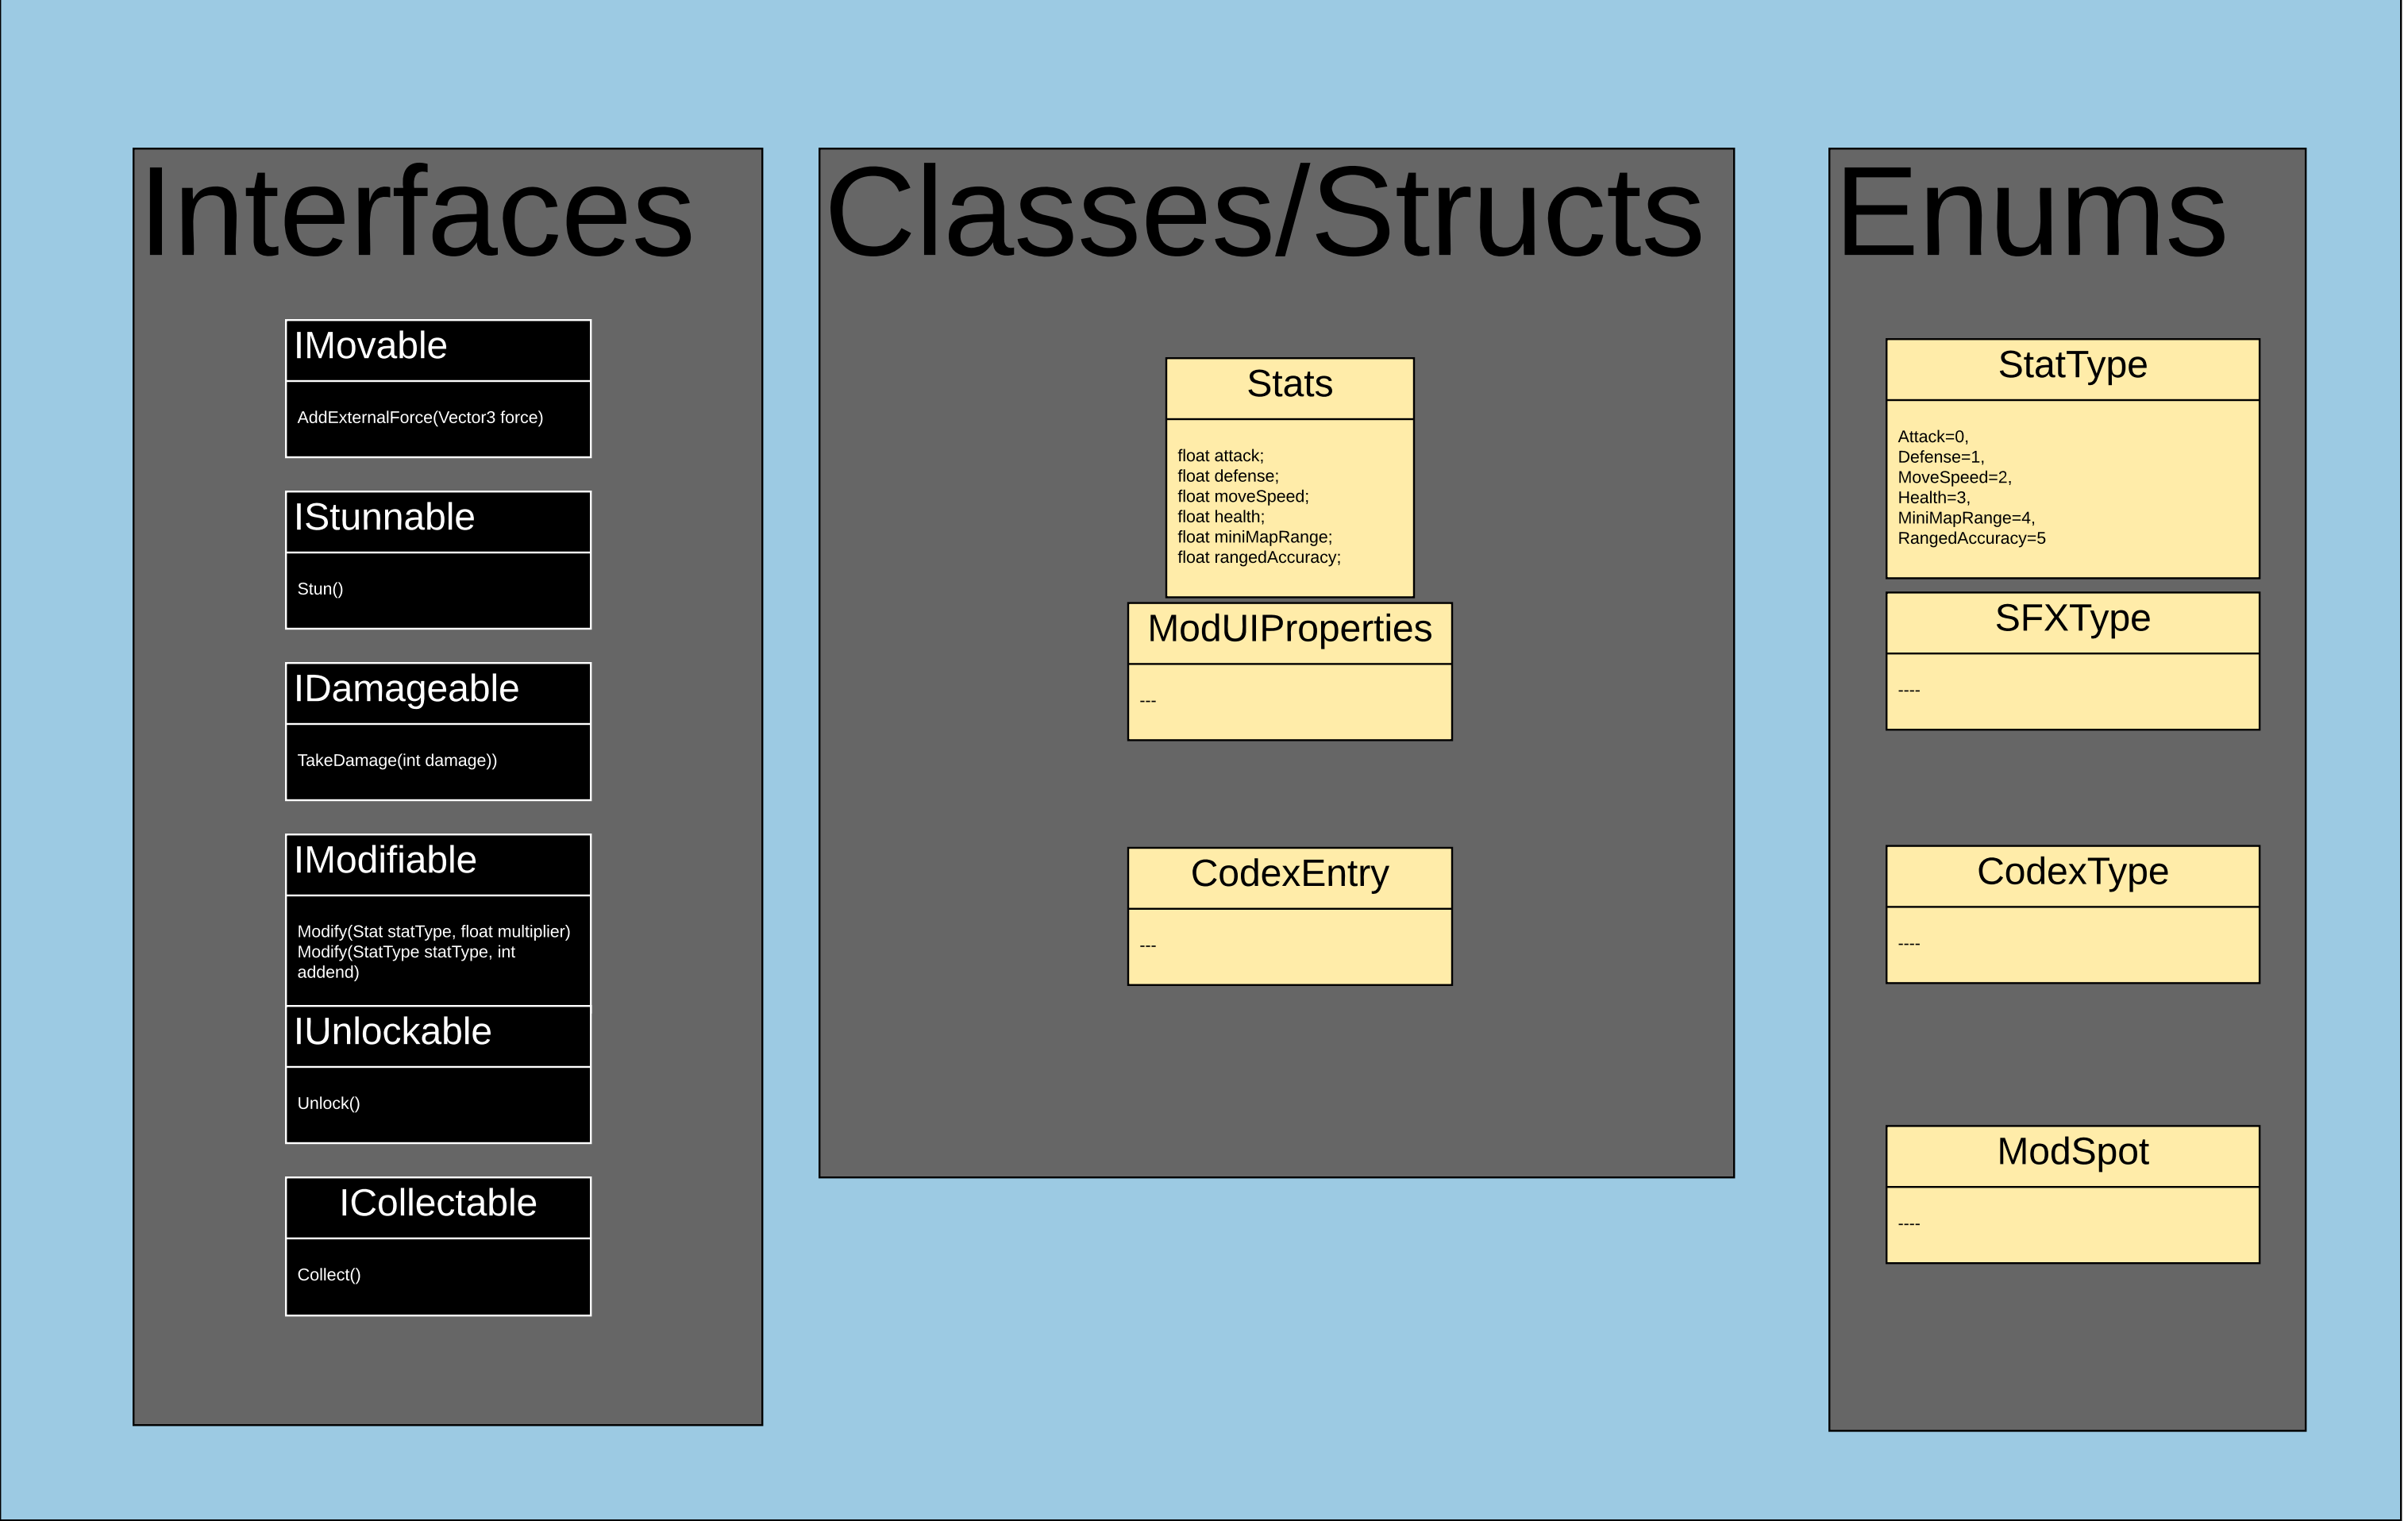 Interfaces
IMovable
AddExternalForce(Vector3 force)
IStunnable
Stun()
IDamageable
TakeDamage(int damage))
IModifiable
Modify(Stat statType, float multiplier)
Modify(StatType statType, int
addend)
IUnlockable
Unlock()
ICollectable
Collect()
Classes/Structs
Stats
float attack;
float defense;
float moveSpeed;
float health;
float miniMapRange;
float rangedAccuracy;
ModUIProperties
---
CodexEntry
---
Enums
StatType
Attack=0,
Defense=1,
MoveSpeed=2,
Health=3,
MiniMapRange=4,
RangedAccuracy=5
SFXType
----
CodexType
----
ModSpot
----